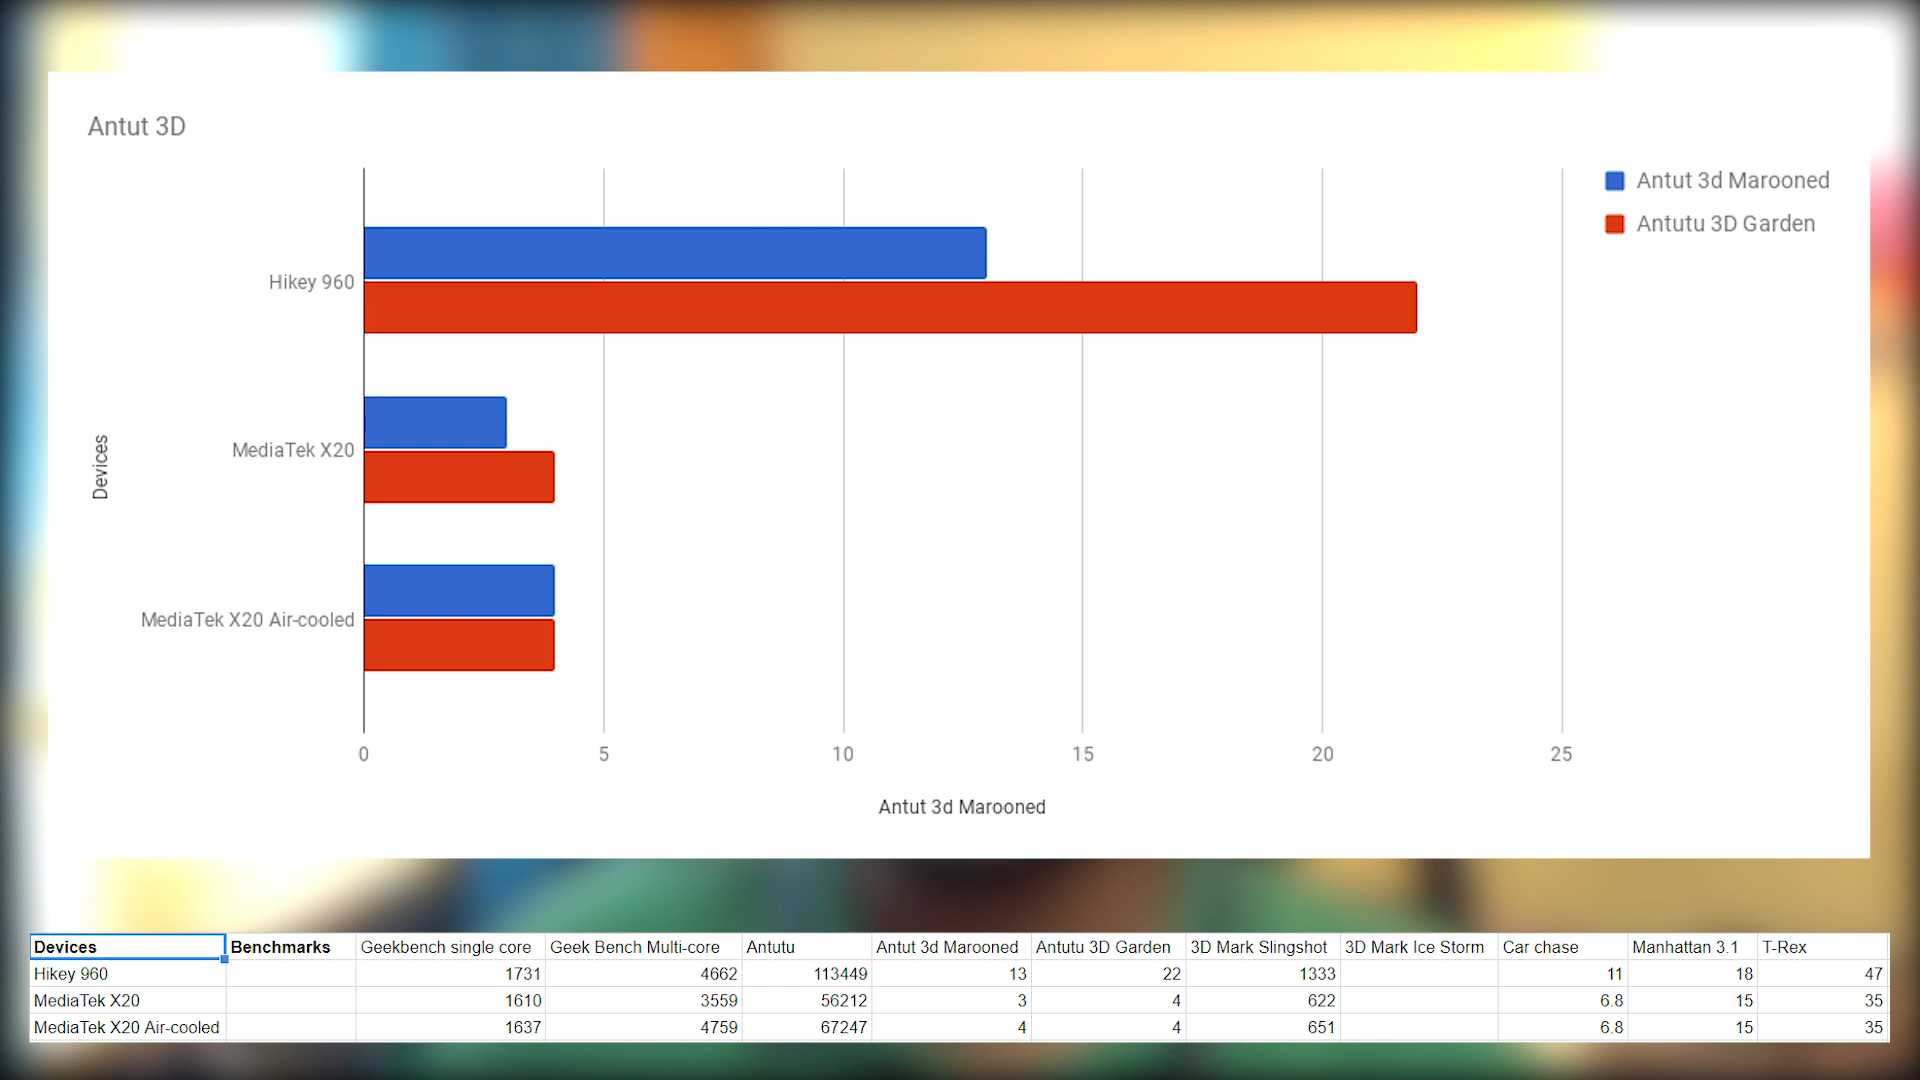 Antut 3D
Antut 3d Marooned
Antutu 3D Garden
Hikey 960
MediaTek X20
MediaTek X20 Air-cooled
Devices
0 5 10 15 20 25
Antut 3d Marooned
Devices Benchmarks Geekbench single core Geek Bench Multi-core Antutu Antut 3d Marooned Antutu 3D Garden 3D Mark Slingshot 3D Mark Ice Storm Car chase Manhattan 3.1 T-Rex
Hikey 960 1731 4662 113449 13 22 1333 11 18 47
MediaTek X20 1610 3559 56212 3 4 622 6.8 15 35
MediaTek X20 Air-cooled 1637 4759 67247 4 4 651 6.8 15 35